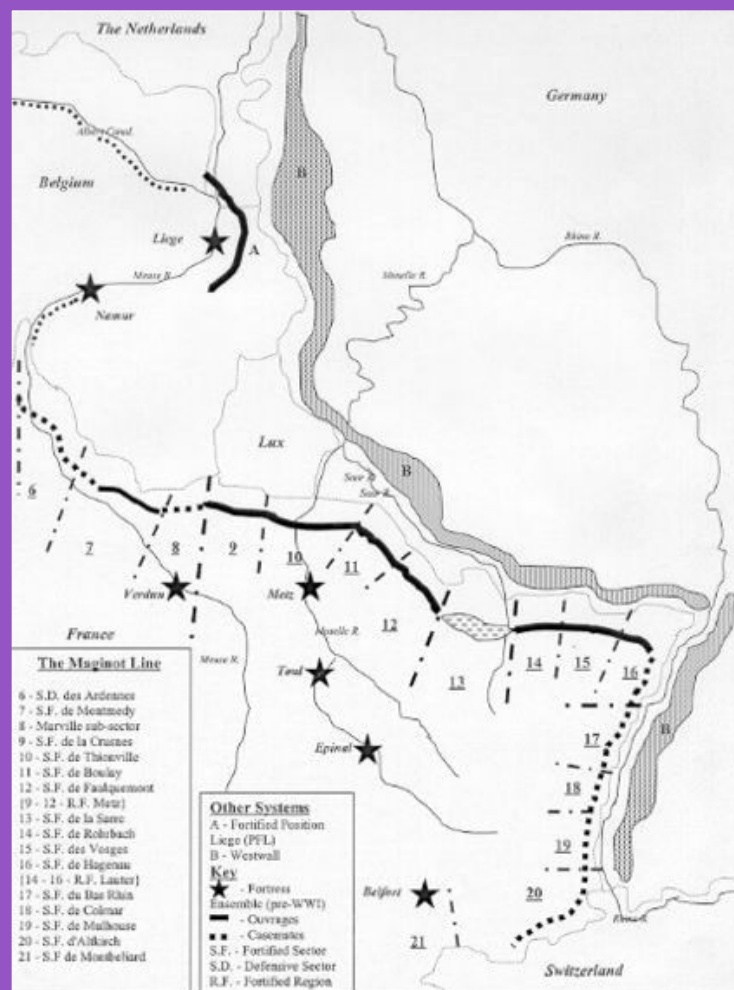 The Netherlands
Germany
Albert Canal
Belgium
B
Liege
A
Rhine R.
Meuse R.
Moselle R.
Namur
Lux
B
Saar R.
Saar R.
6
7
8
9
10
11
Verdun
Metz
12
Moselle R.
France
Meuse R.
13
14
15
16
Toul
Epinal
17
B
18
19
Belfort
20
21
Rhine R.
Switzerland
The Maginot Line
6 - S.D. des Ardennes
7 - S.F. de Montmedy
8 - Marville sub-sector
9 - S.F. de la Crusnes
10 - S.F. de Thionville
11 - S.F. de Boulay
12 - S.F. de Faulquemont
[9 - 12 - R.F. Metz]
13 - S.F. de la Sarre
14 - S.F. de Rohrbach
15 - S.F. des Vosges
16 - S.F. de Hagenau
[14 - 16 - R.F. Lauter]
17 - S.F. du Bas Rhin
18 - S.F. de Colmar
19 - S.F. de Mulhouse
20 - S.F. d'Altkirch
21 - S.F de Montbeliard
Other Systems
A - Fortified Position
Liege (PFL)
B - Westwall
Key
- Fortress
Ensemble (pre-WWI)
- Ouvrages
- Casemates
S.F. - Fortified Sector
S.D. - Defensive Sector
R.F. - Fortified Region